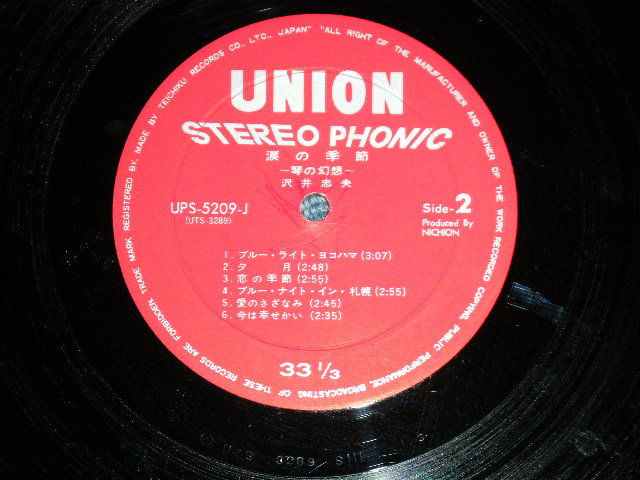 TRADE MARK REGISTERED BY, MADE BY TEICHIKU RECORDS CO., LTD., JAPAN" "ALL RIGHT OF THE MANUFACTURER AND OWNER OF THE WORK RECORDED COPYING, PUBLIC PERFORMANCE, BROADCASTING OF THESE RECORDS ARE FORBIDDEN
UNION
STEREO PHONIC
涙の季節
〜琴の幻想〜
沢井忠夫
UPS-5209-J
(UTS-3289)
Side-2
Produced By
NICHION
1. ブルー・ライト・ヨコハマ (3:07)
2. 夕月 (2:48)
3. 恋の季節 (2:55)
4. ブルー・ナイト・イン・札幌 (2:55)
5. 愛のさざなみ (2:45)
6. 今は幸せかい (2:35)
33 1/3